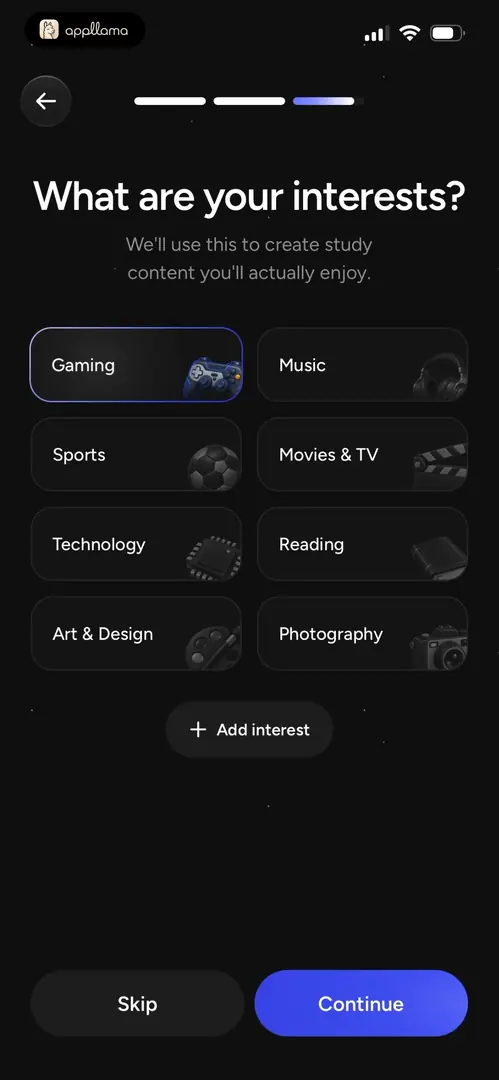 appllama
What are your interests?
We'll use this to create study
content you'll actually enjoy.
Gaming
Music
Sports
Movies & TV
Technology
Reading
Art & Design
Photography
+ Add interest
Skip
Continue